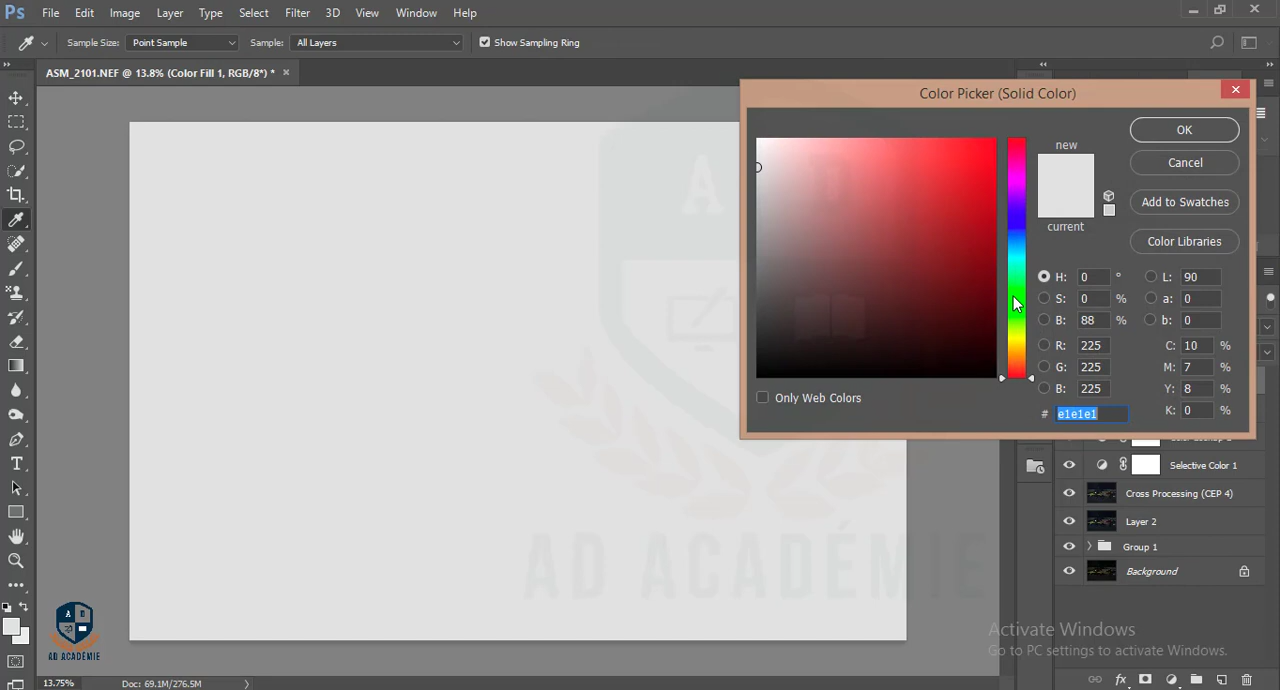 Ps File Edit Image Layer Type Select Filter 3D View Window Help
Sample Size: Point Sample Sample: All Layers Show Sampling Ring
ASM_2101.NEF @ 13.8% (Color Fill 1, RGB/8*) *
Color Picker (Solid Color)
new
current
OK
Cancel
Add to Swatches
Color Libraries
H: 0 °
S: 0 %
B: 88 %
R: 225
G: 225
B: 225
# e1e1e1
L: 90
a: 0
b: 0
C: 10 %
M: 7 %
Y: 8 %
K: 0 %
Only Web Colors
Selective Color 1
Cross Processing (CEP 4)
Layer 2
Group 1
Background
A D
AD ACADÉMIE
AD ACADÉMIE
Activate Windows
Go to PC settings to activate Windows.
13.75% Doc: 69.1M/276.5M